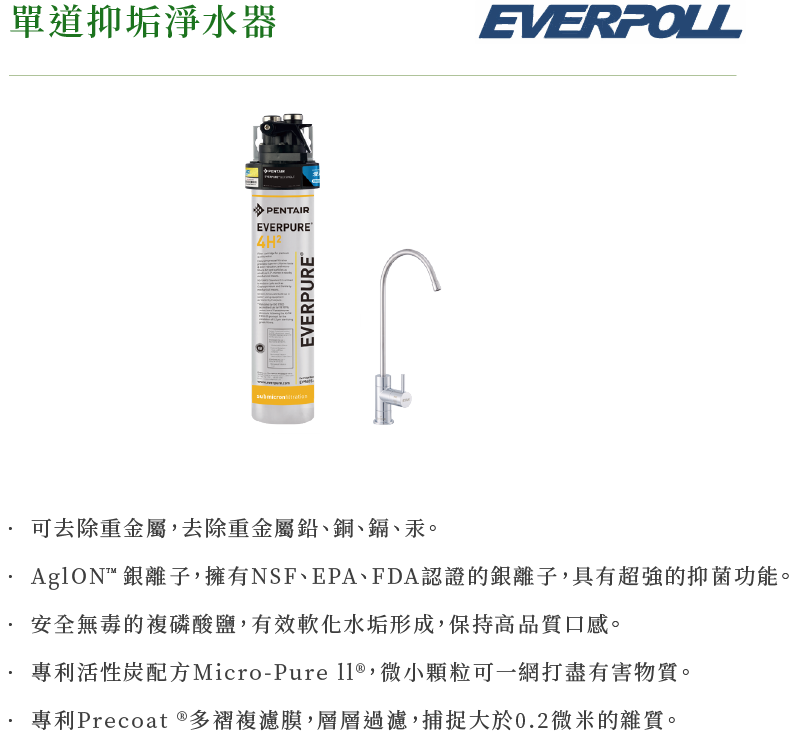 單道抑垢淨水器
EVERPOLL
PENTAIR
PENTAIR
EVERPURE
4H²
EVERPURE
submicron filtration
· 可去除重金屬，去除重金屬鉛、銅、鎘、汞。
· AglON™ 銀離子，擁有NSF、EPA、FDA認證的銀離子，具有超強的抑菌功能。
· 安全無毒的複磷酸鹽，有效軟化水垢形成，保持高品質口感。
· 專利活性炭配方Micro-Pure ll®，微小顆粒可一網打盡有害物質。
· 專利Precoat ®多褶複濾膜，層層過濾，捕捉大於0.2微米的雜質。